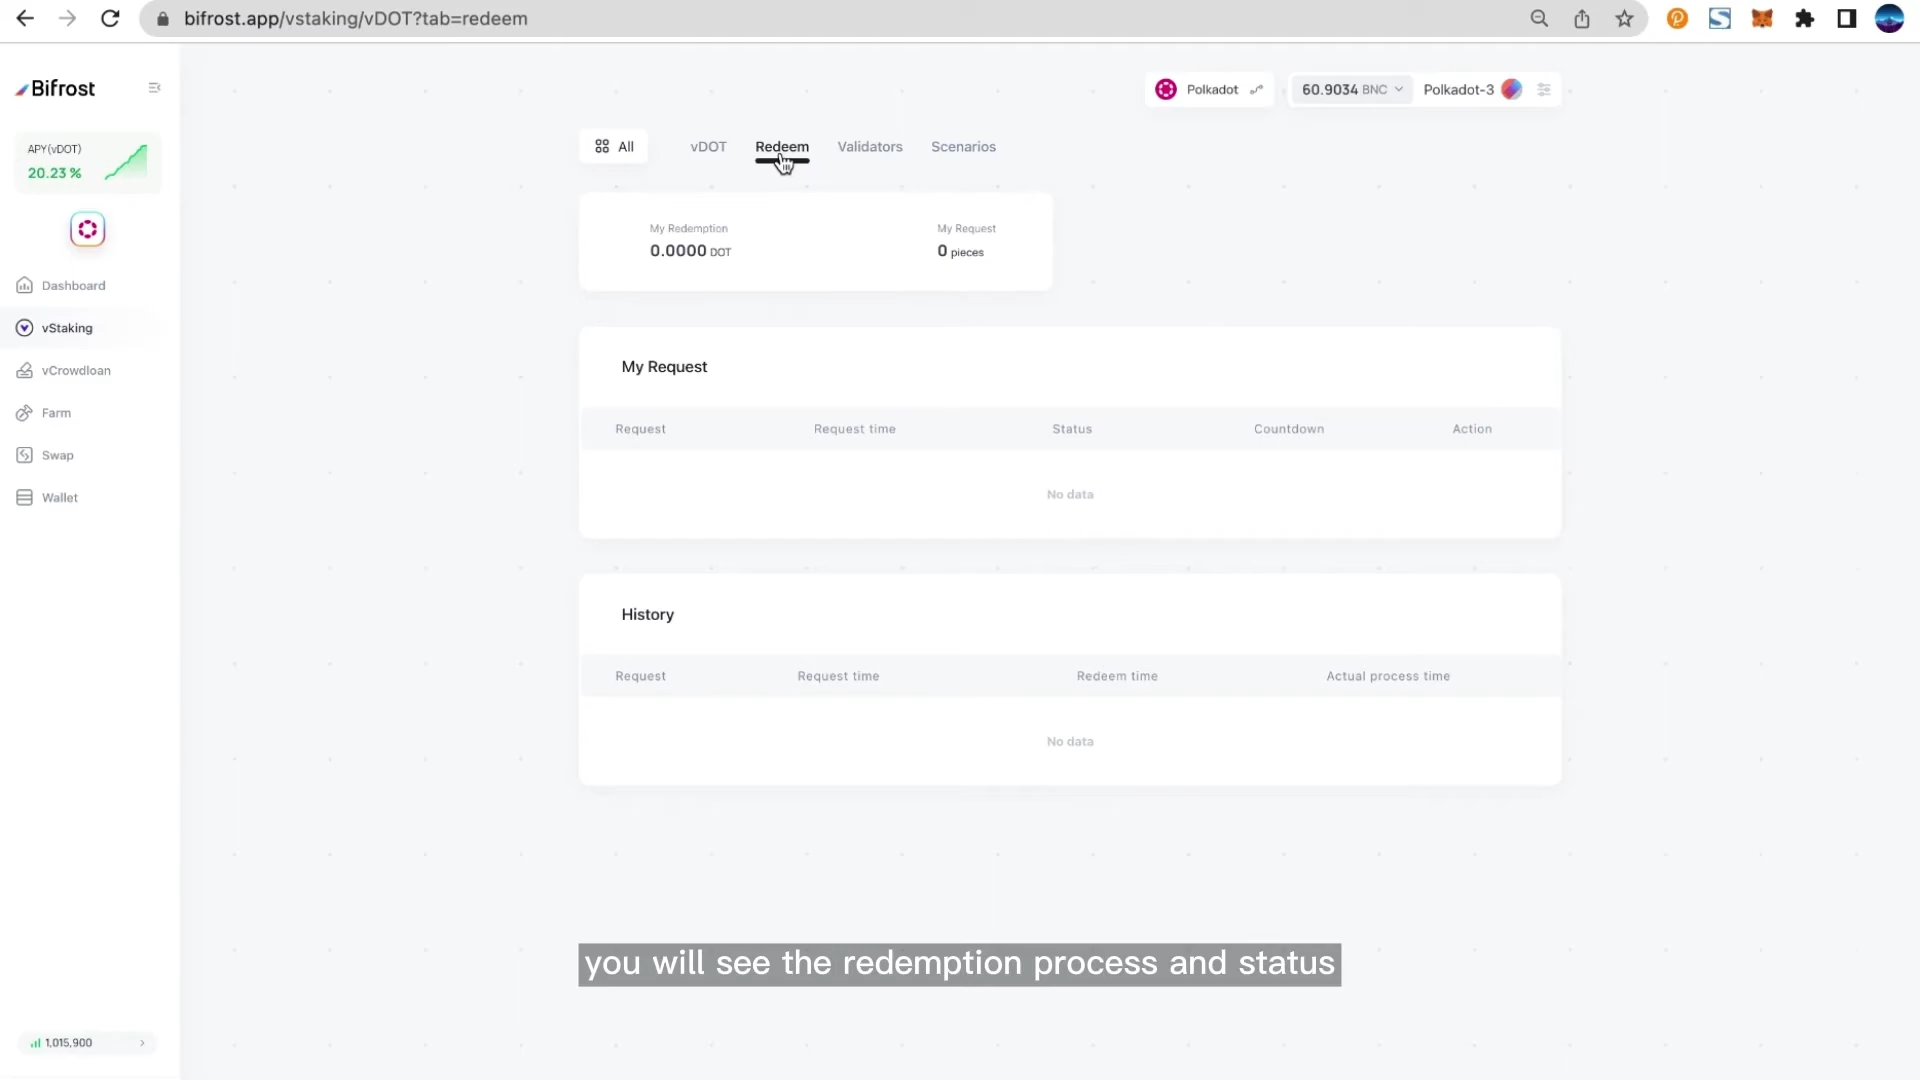 bifrost.app/vstaking/vDOT?tab=redeem
Bifrost
Polkadot
60.9034 BNC
Polkadot-3
APY(vDOT)
20.23 %
All
vDOT
Redeem
Validators
Scenarios
My Redemption
0.0000 DOT
My Request
0 pieces
Dashboard
vStaking
vCrowdloan
Farm
Swap
Wallet
My Request
Request Request time Status Countdown Action
No data
History
Request Request time Redeem time Actual process time
No data
you will see the redemption process and status
1,015,900